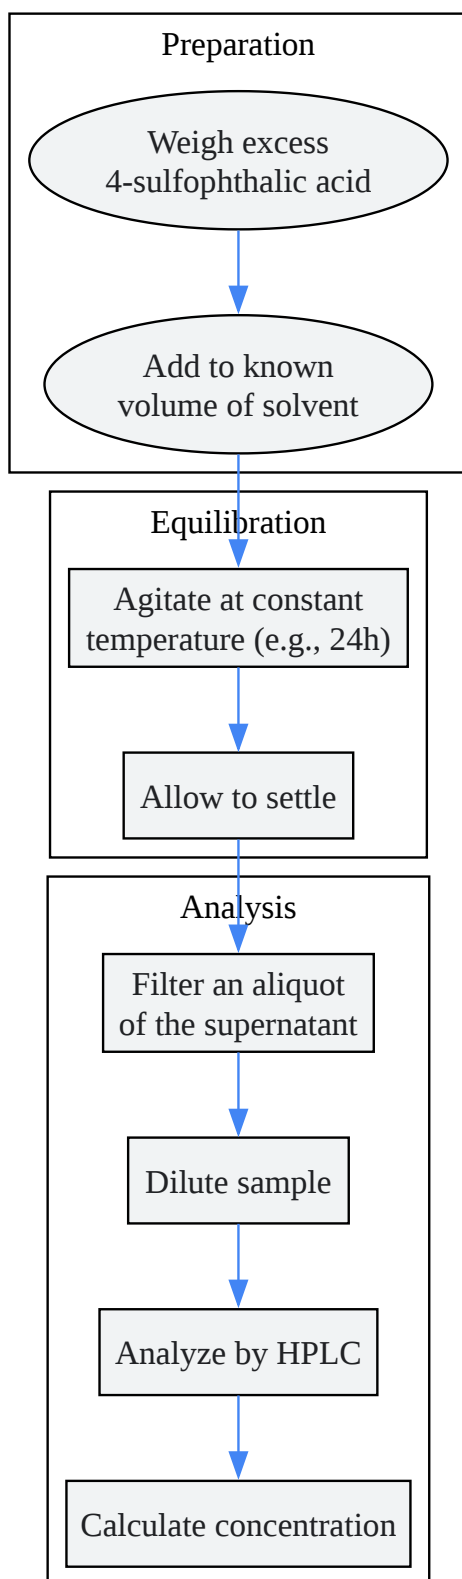 Preparation
Weigh excess
4-sulfophthalic acid
Add to known
volume of solvent
Equilibration
Agitate at constant
temperature (e.g., 24h)
Allow to settle
Analysis
Filter an aliquot
of the supernatant
Dilute sample
Analyze by HPLC
Calculate concentration